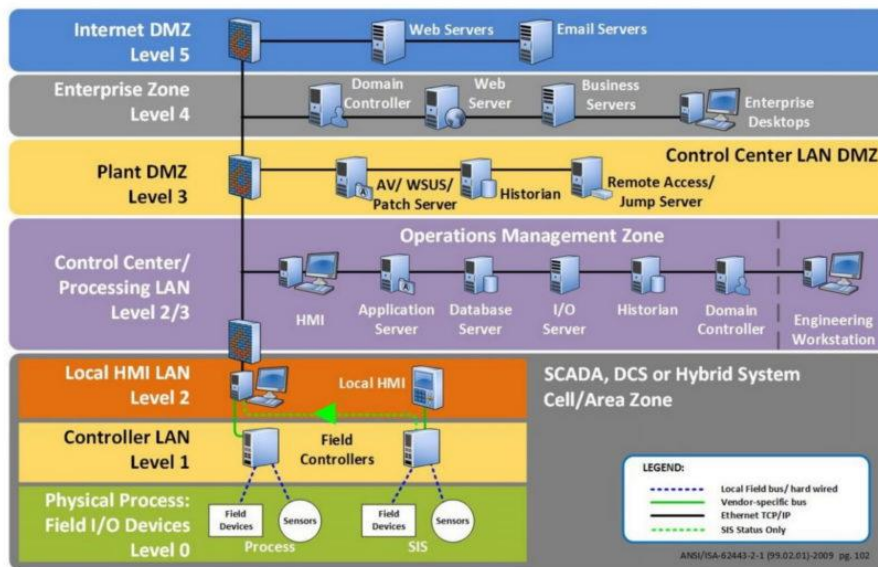 Internet DMZ
Level 5
Web Servers
Email Servers
Enterprise Zone
Level 4
Domain
Controller
Web
Server
Business
Servers
Enterprise
Desktops
Control Center LAN DMZ
Plant DMZ
Level 3
AV/ WSUS/
Patch Server
Historian
Remote Access/
Jump Server
Operations Management Zone
Control Center/
Processing LAN
Level 2/3
HMI
Application
Server
Database
Server
I/O
Server
Historian
Domain
Controller
Engineering
Workstation
Local HMI LAN
Level 2
Local HMI
SCADA, DCS or Hybrid System
Cell/Area Zone
Controller LAN
Level 1
Field
Controllers
Physical Process:
Field I/O Devices
Level 0
Field
Devices
Sensors
Process
Field
Devices
Sensors
SIS
LEGEND:
Local Field bus/ hard wired
Vendor-specific bus
Ethernet TCP/IP
SIS Status Only
ANSI/ISA-62443-2-1 (99.02.01)-2009 pg. 102